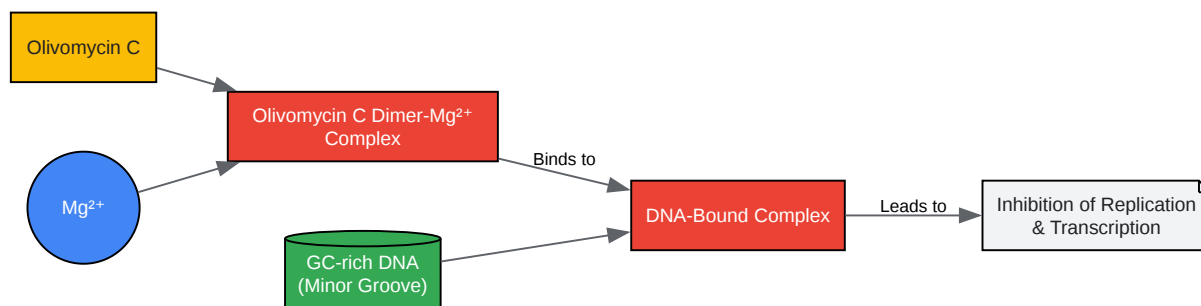 Olivomycin C
Olivomycin C Dimer-Mg²⁺
Complex
Mg²⁺
Binds to
GC-rich DNA
(Minor Groove)
DNA-Bound Complex
Leads to
Inhibition of Replication
& Transcription